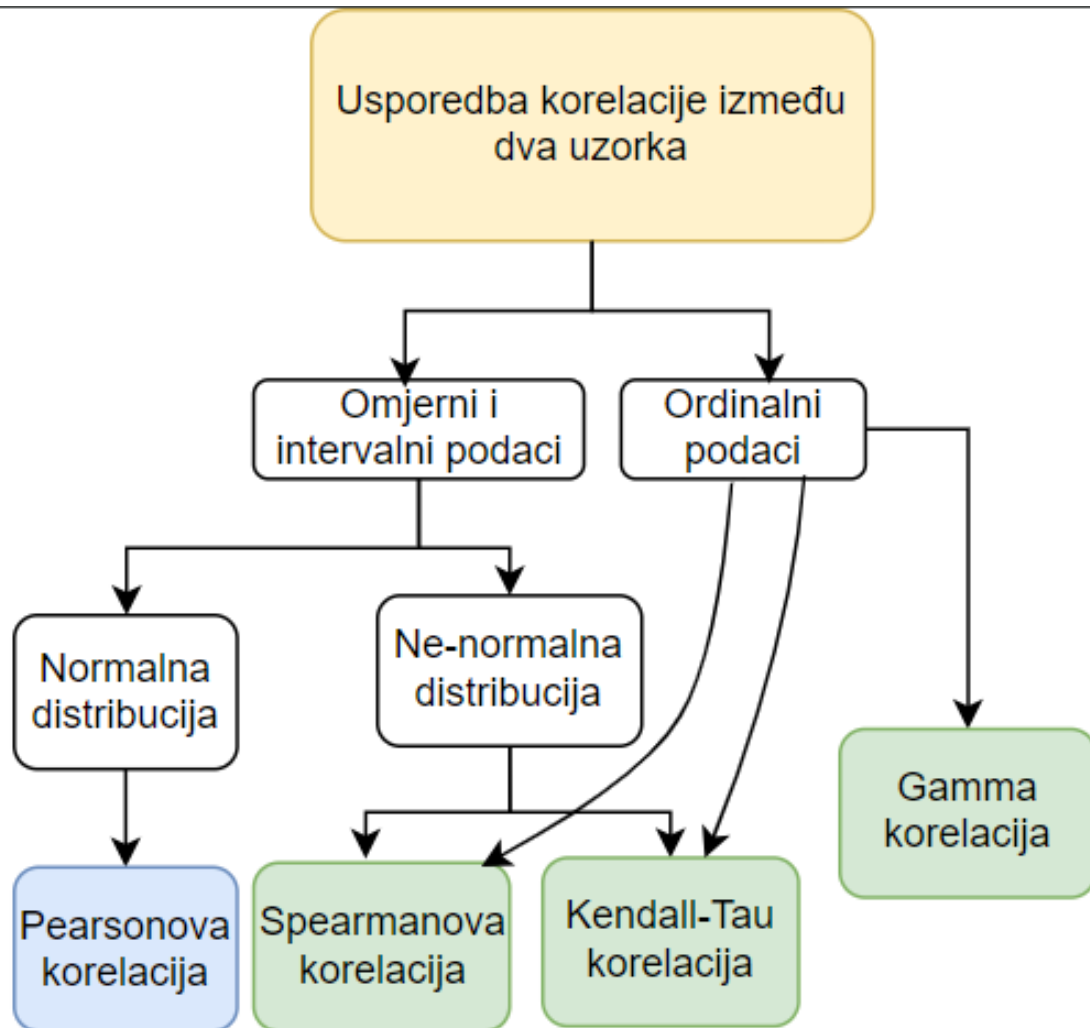 Usporedba korelacije između
dva uzorka
Omjerni i
intervalni podaci
Ordinalni
podaci
Normalna
distribucija
Ne-normalna
distribucija
Gamma
korelacija
Pearsonova
korelacija
Spearmanova
korelacija
Kendall-Tau
korelacija